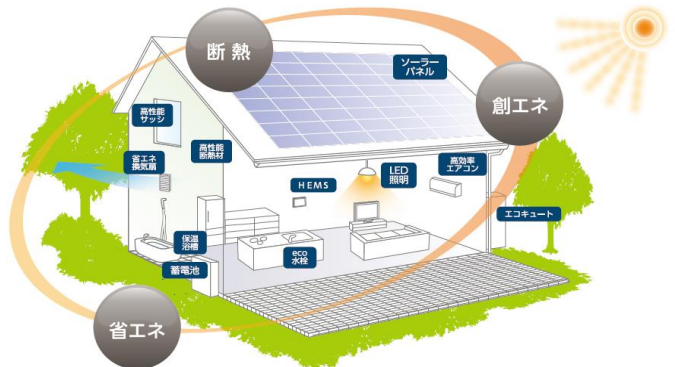 断熱
ソーラー
パネル
創エネ
高性能
サッシ
高性能
断熱材
省エネ
換気扇
HEMS
LED
照明
高効率
エアコン
エコキュート
保温
浴槽
eco
水栓
蓄電池
省エネ